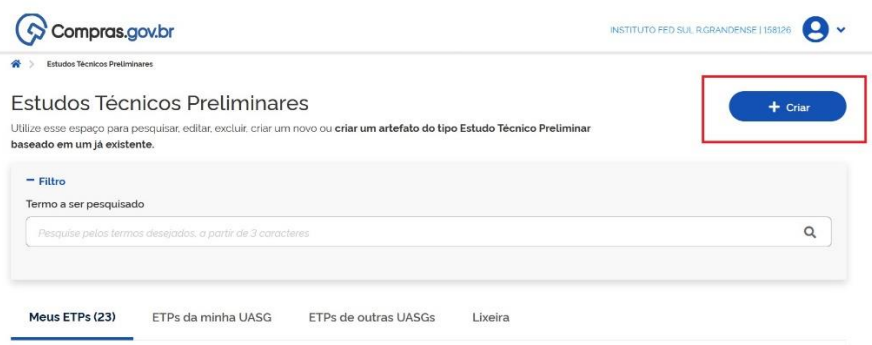 Compras.gov.br
INSTITUTO FED SUL R.GRANDENSE | 158126
Estudos Técnicos Preliminares
Estudos Técnicos Preliminares
+ Criar
Utilize esse espaço para pesquisar, editar, excluir, criar um novo ou criar um artefato do tipo Estudo Técnico Preliminar
baseado em um já existente.
Filtro
Termo a ser pesquisado
Pesquise pelos termos desejados, a partir de 3 caracteres
Meus ETPs (23) ETPs da minha UASG ETPs de outras UASGs Lixeira